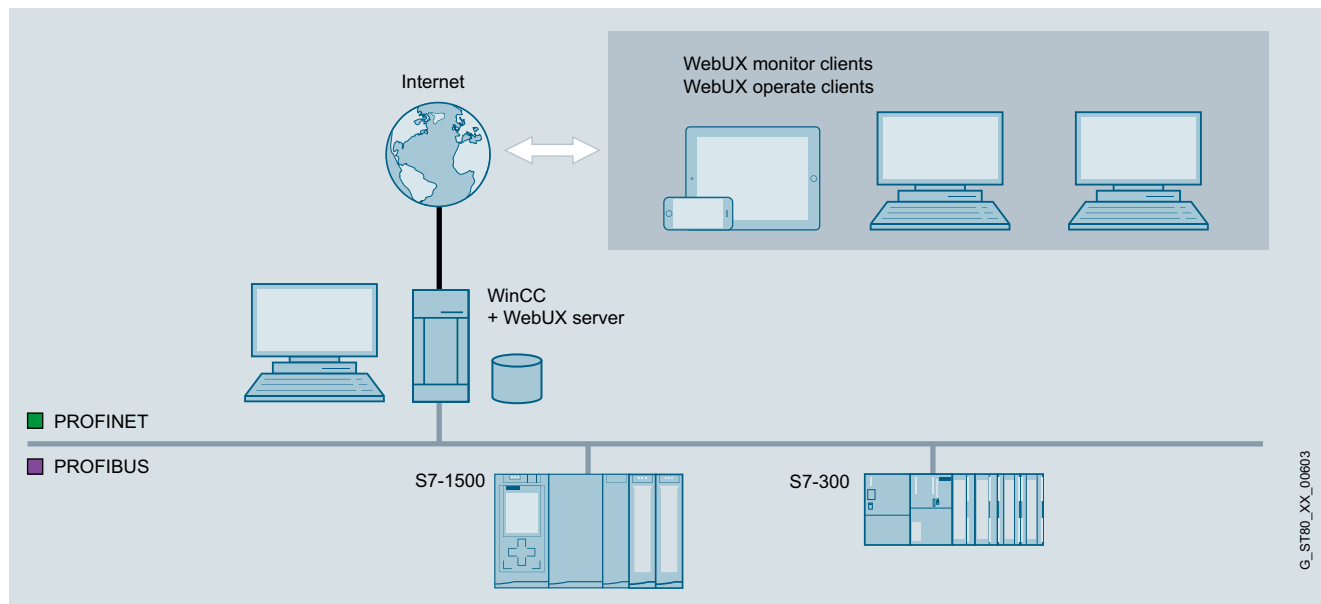 Internet
WebUX monitor clients
WebUX operate clients
WinCC
+ WebUX server
PROFINET
PROFIBUS
S7-1500
S7-300
G_ST80_XX_00603